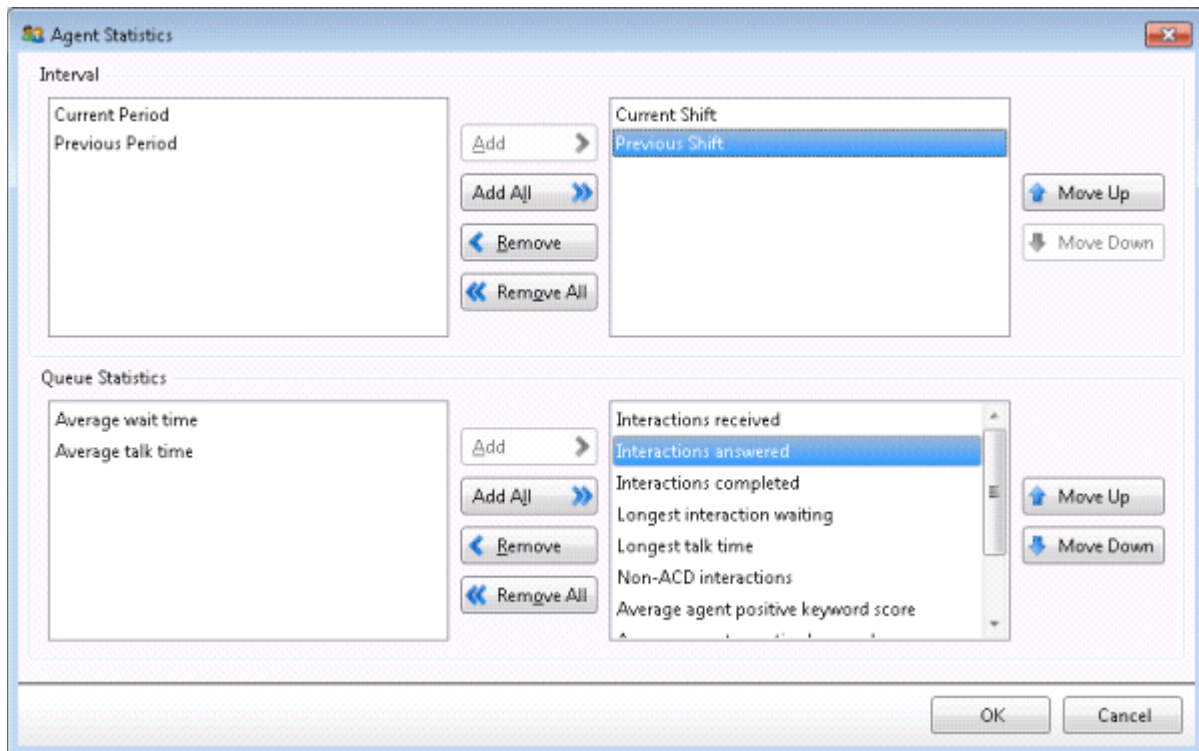 Agent Statistics
Interval
Current Period
Previous Period
Add
Add All
Remove
Remove All
Current Shift
Previous Shift
Move Up
Move Down
Queue Statistics
Average wait time
Average talk time
Add
Add All
Remove
Remove All
Interactions received
Interactions answered
Interactions completed
Longest interaction waiting
Longest talk time
Non-ACD interactions
Average agent positive keyword score
Move Up
Move Down
OK
Cancel